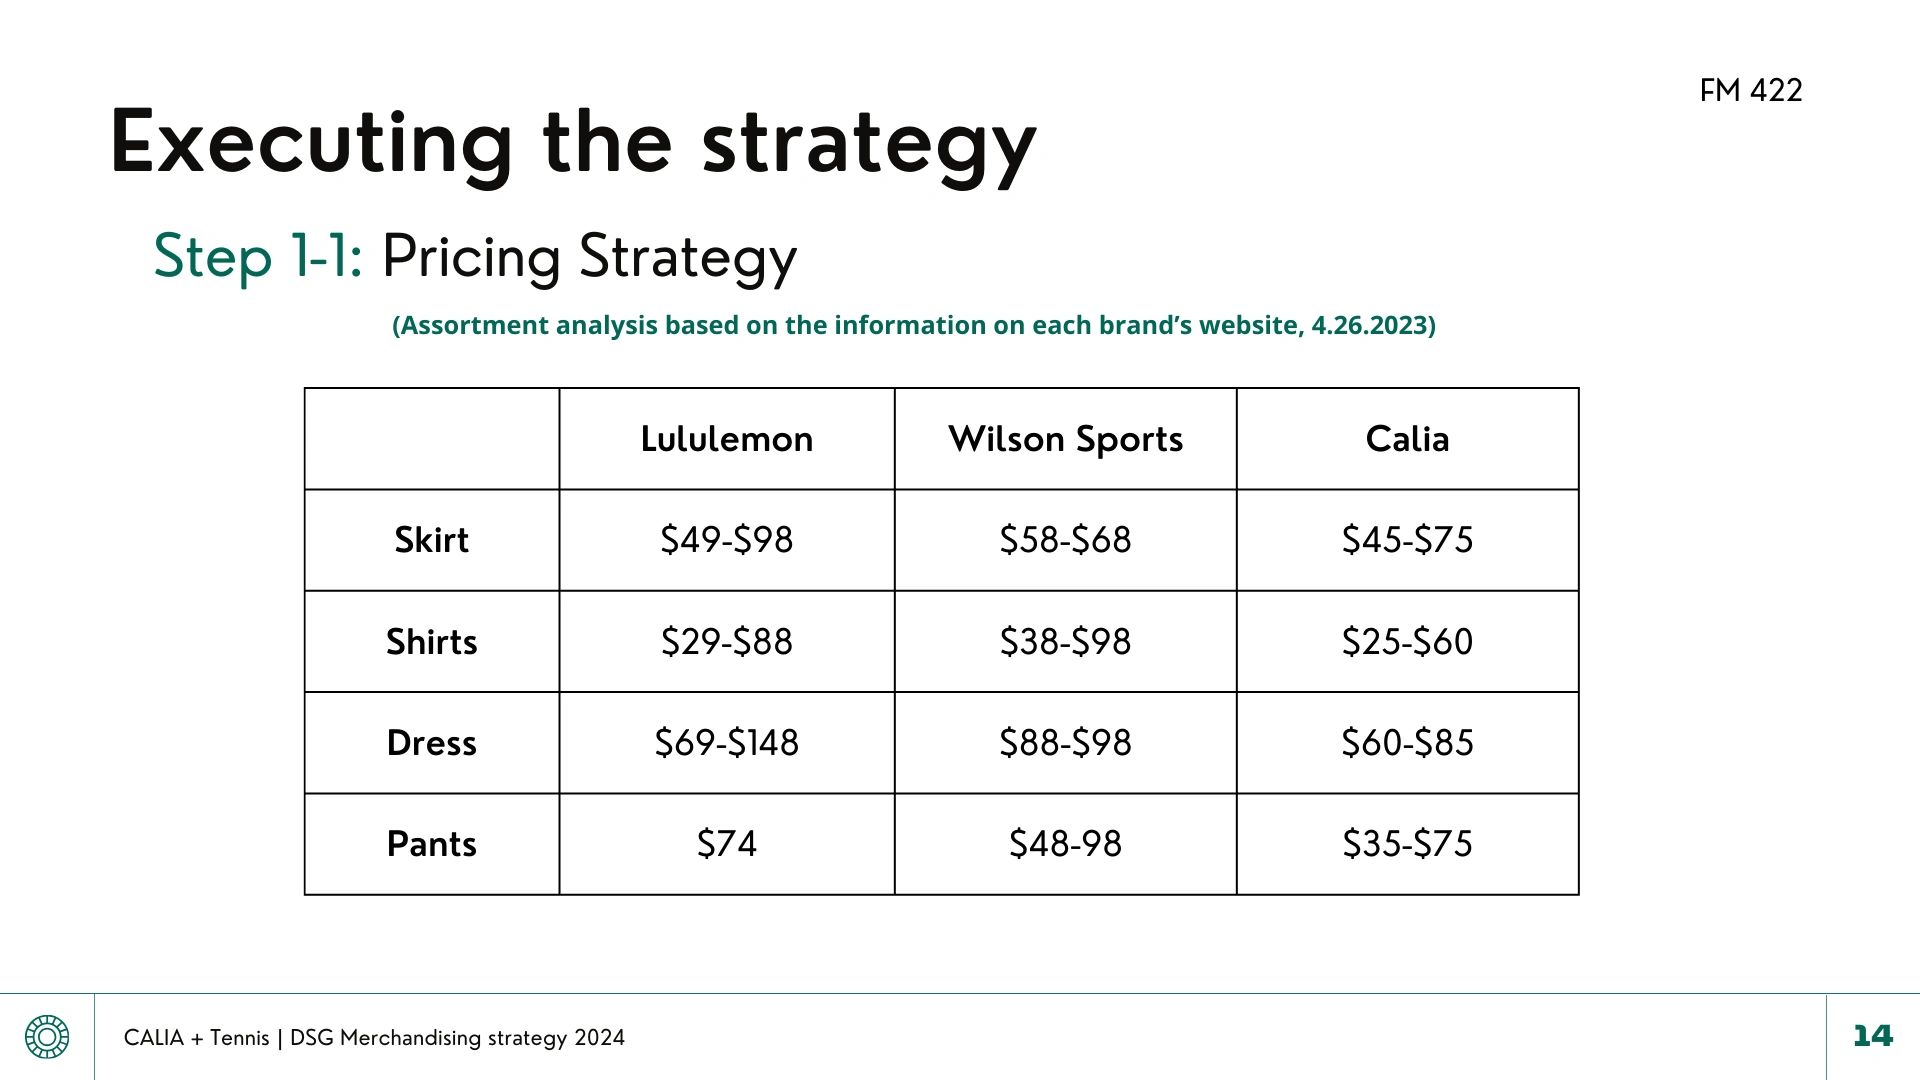 FM 422
Executing the strategy
Step 1-1: Pricing Strategy
(Assortment analysis based on the information on each brand’s website, 4.26.2023)
Lululemon Wilson Sports Calia
Skirt $49-$98 $58-$68 $45-$75
Shirts $29-$88 $38-$98 $25-$60
Dress $69-$148 $88-$98 $60-$85
Pants $74 $48-98 $35-$75
CALIA + Tennis | DSG Merchandising strategy 2024
14